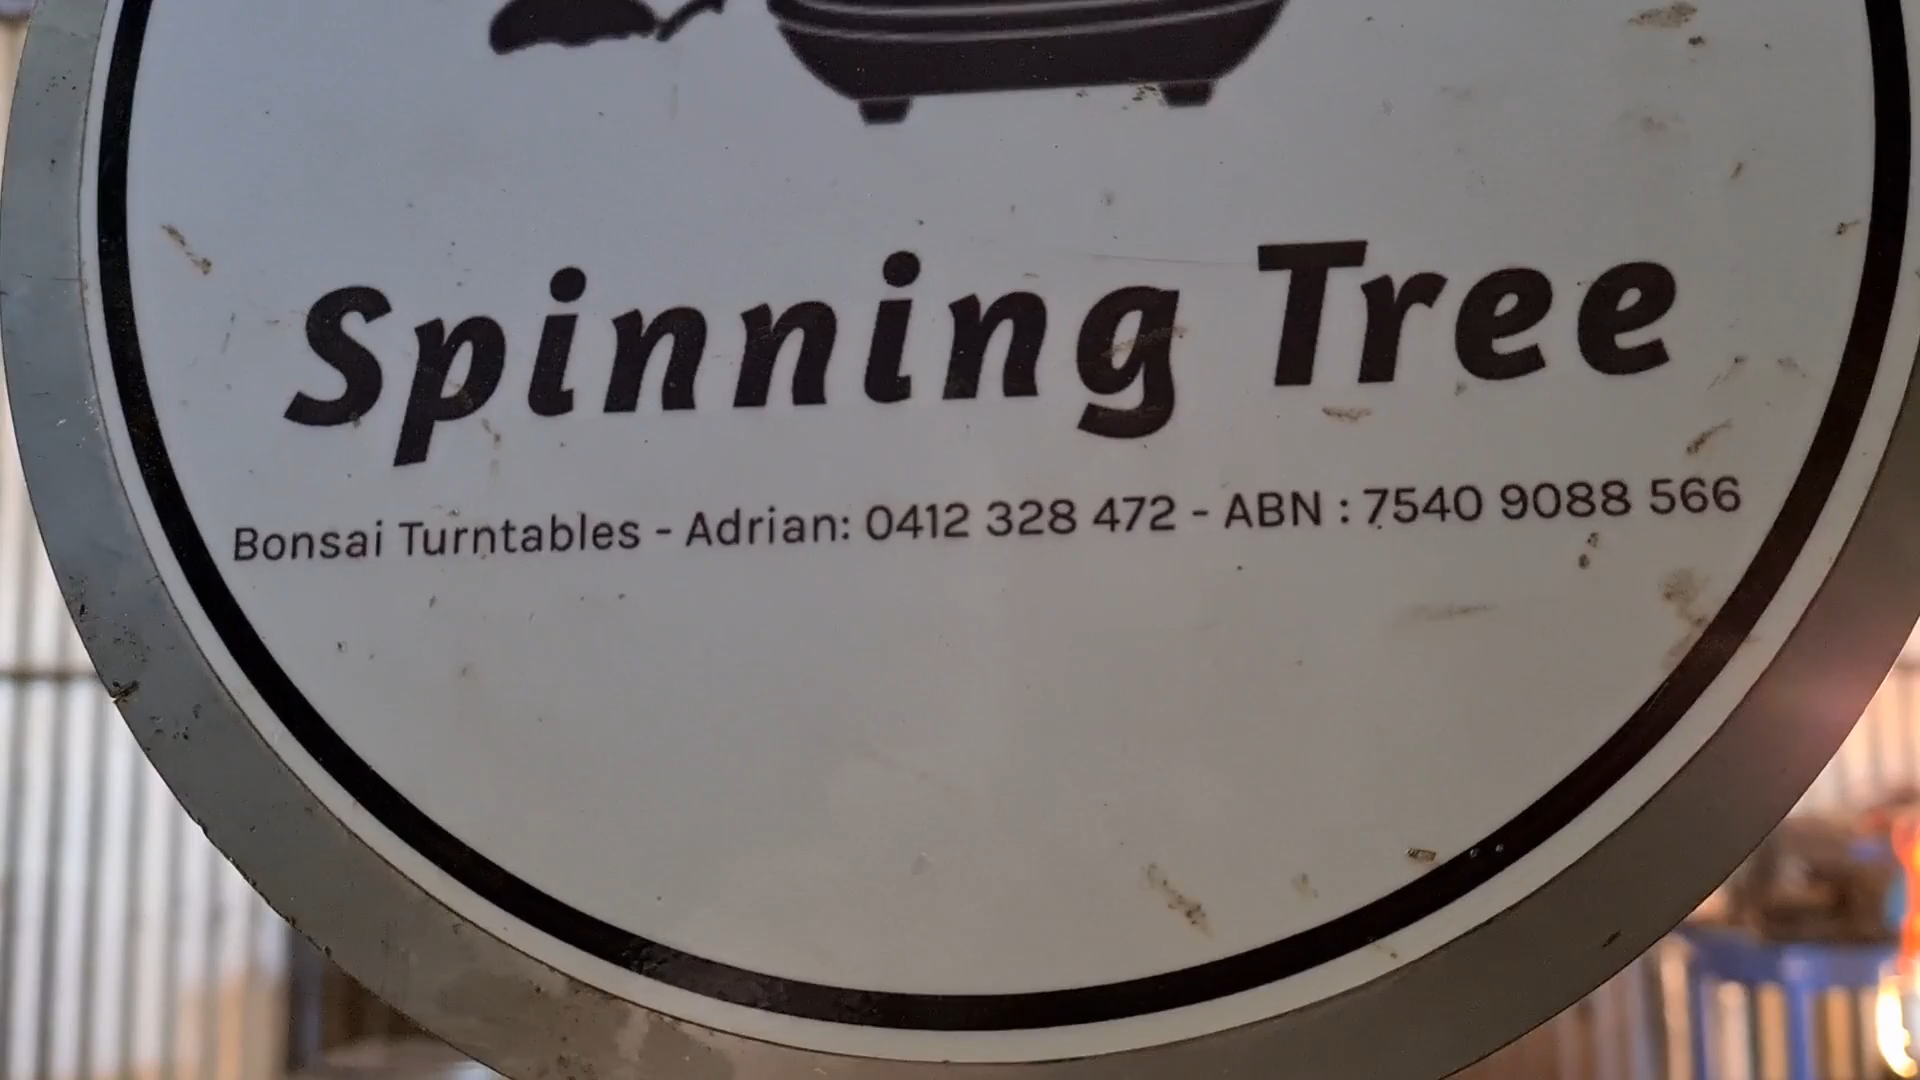 Spinning Tree
Bonsai Turntables - Adrian: 0412 328 472 - ABN : 7540 9088 566